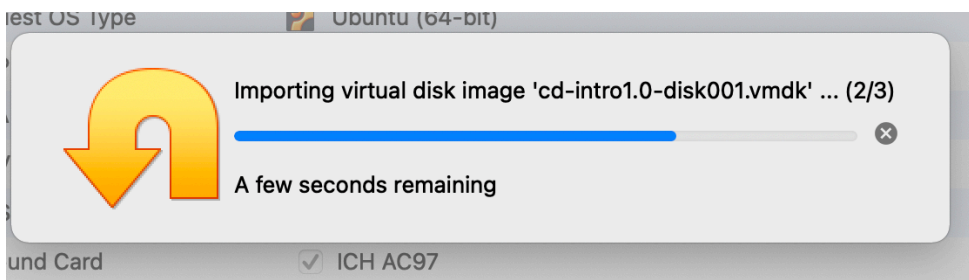 est OS Type Ubuntu (64-bit)
Importing virtual disk image 'cd-intro1.0-disk001.vmdk' ... (2/3)
A few seconds remaining
und Card ICH AC97